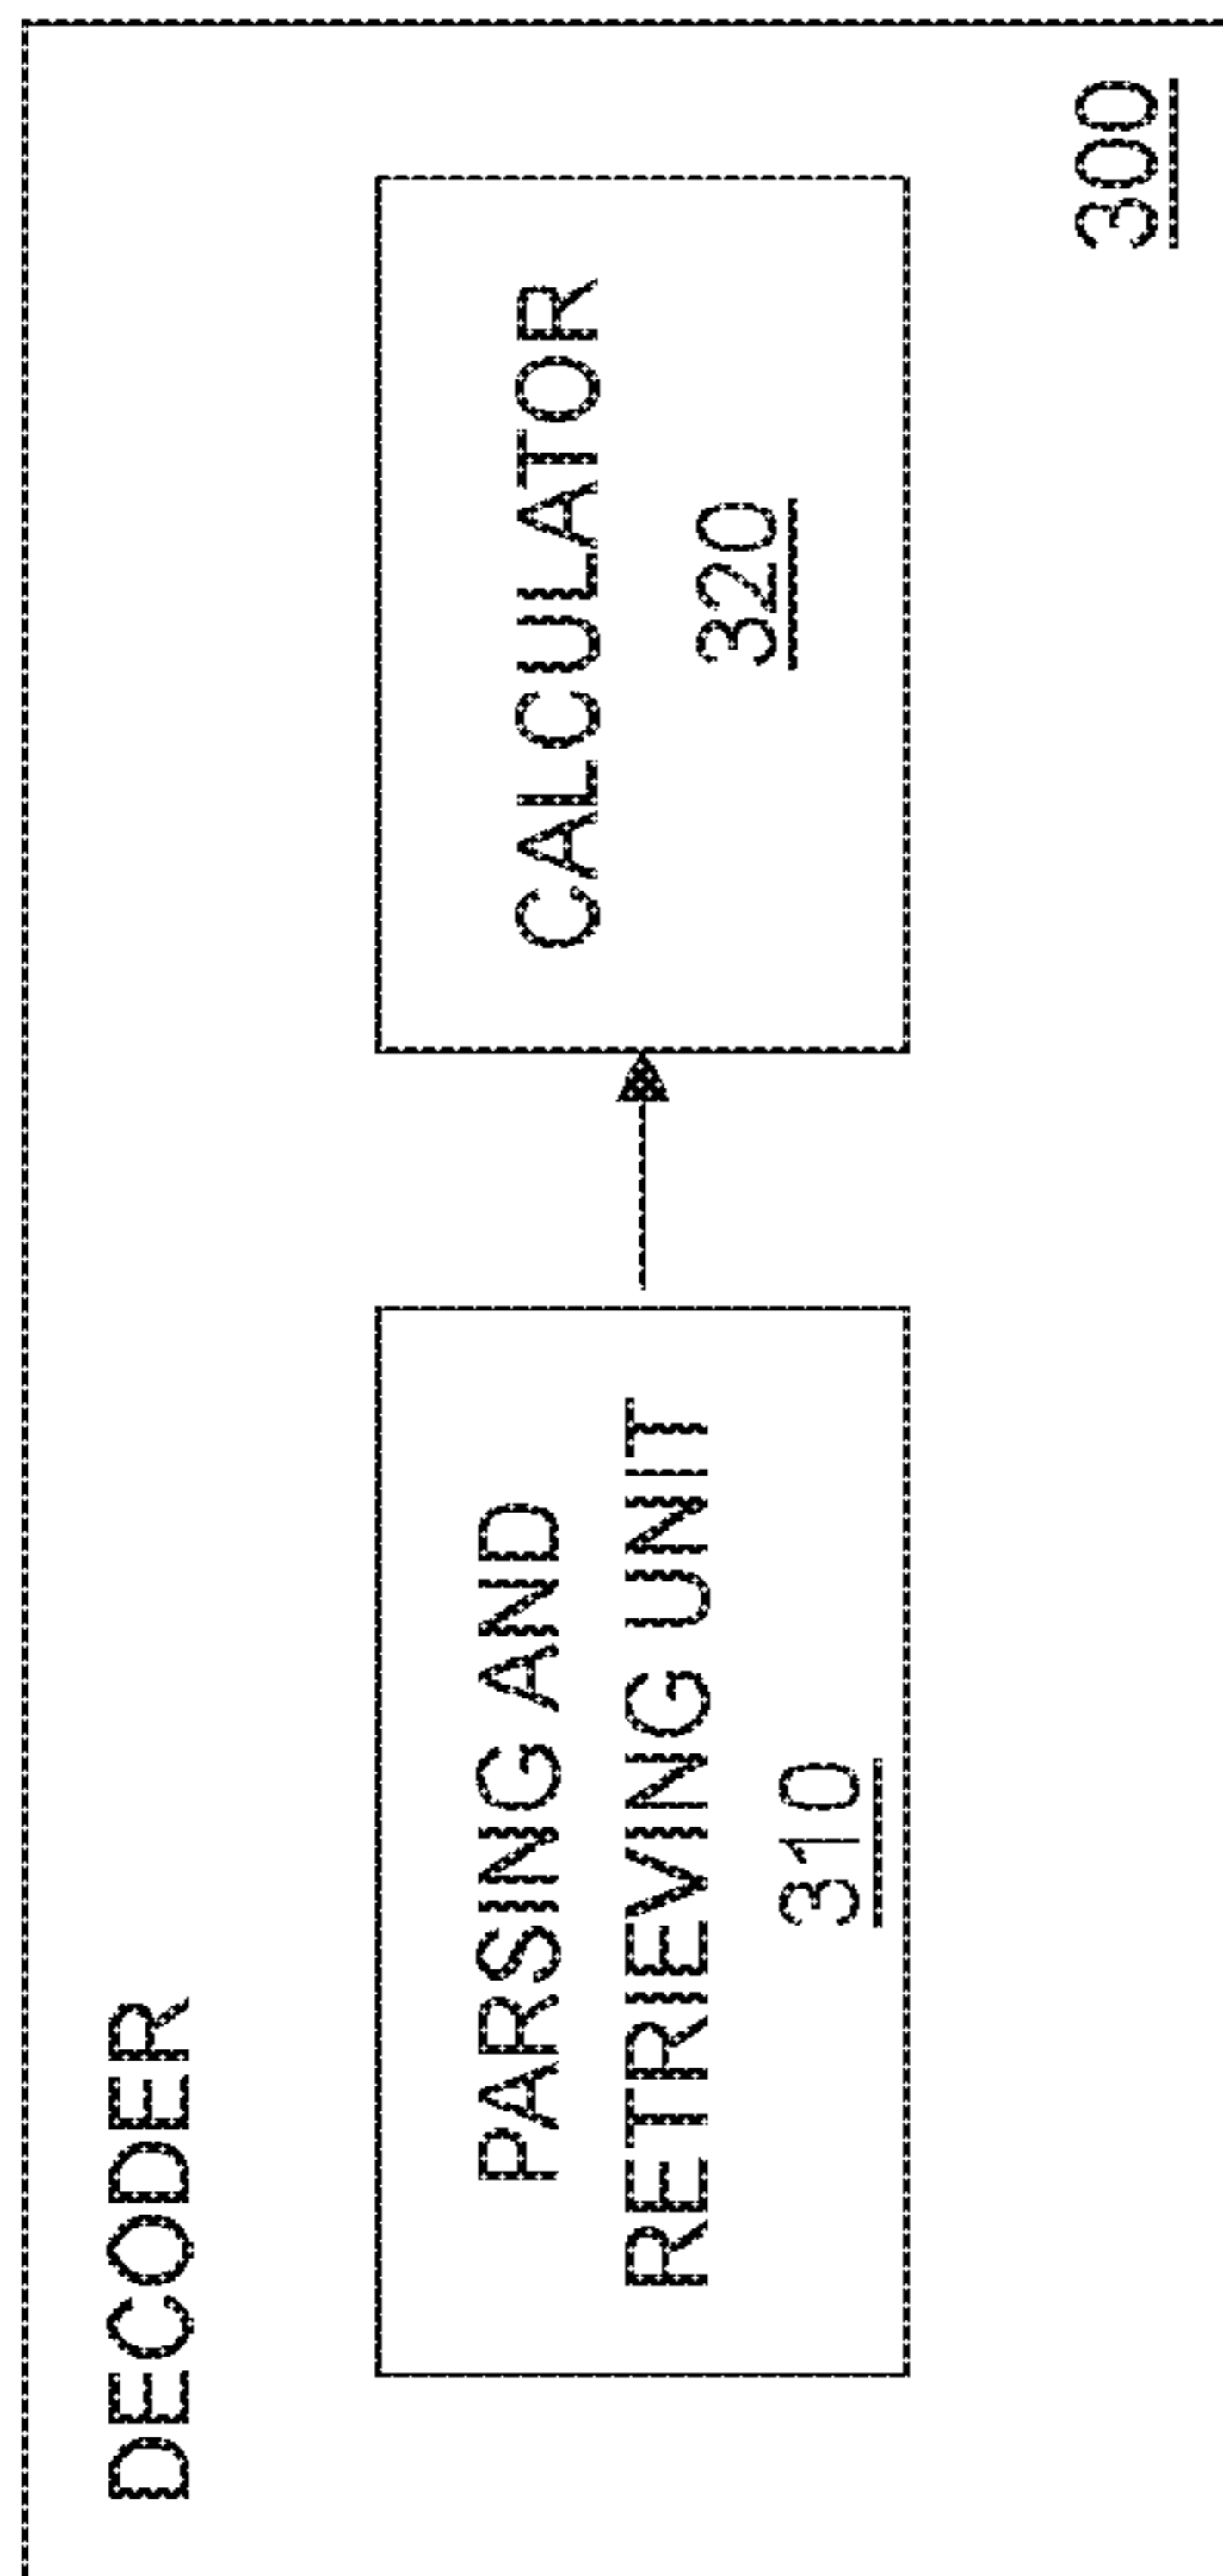 DECODER
PARSING AND
RETRIEVING UNIT
310
CALCULATOR
320
300